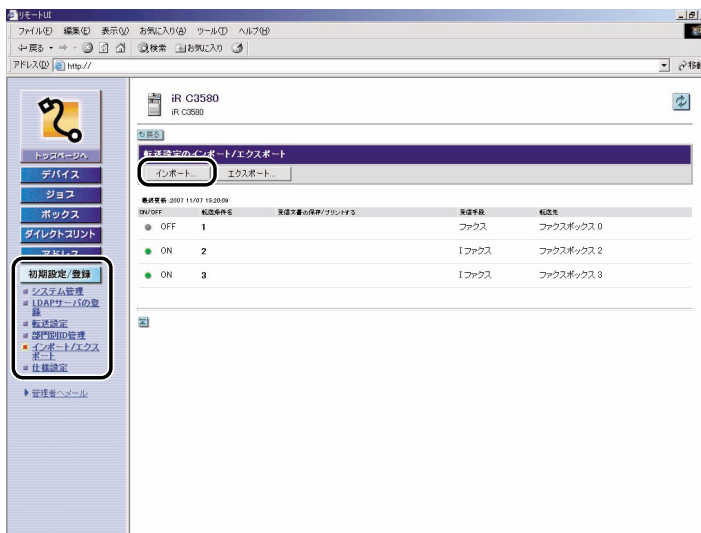 リモートUI
ファイル(F) 編集(E) 表示(V) お気に入り(A) ツール(T) ヘルプ(H)
戻る 検索 お気に入り
アドレス(D) http:// 移動
iR C3580
iR C3580
戻る
トップページへ
デバイス
ジョブ
ボックス
ダイレクトプリント
アドレス
初期設定/登録
システム管理
LDAPサーバの登
録
転送設定
部門別ID管理
インポート/エクス
ポート
仕様設定
管理者へメール
転送設定のインポート/エクスポート
インポート... エクスポート...
最終更新 :2007 11/07 13:20:09
ON/OFF 転送条件名 受信文書の保存/プリントする 受信手段 転送先
OFF 1 ファクス ファクスボックス 0
ON 2 Iファクス ファクスボックス 2
ON 3 Iファクス ファクスボックス 3